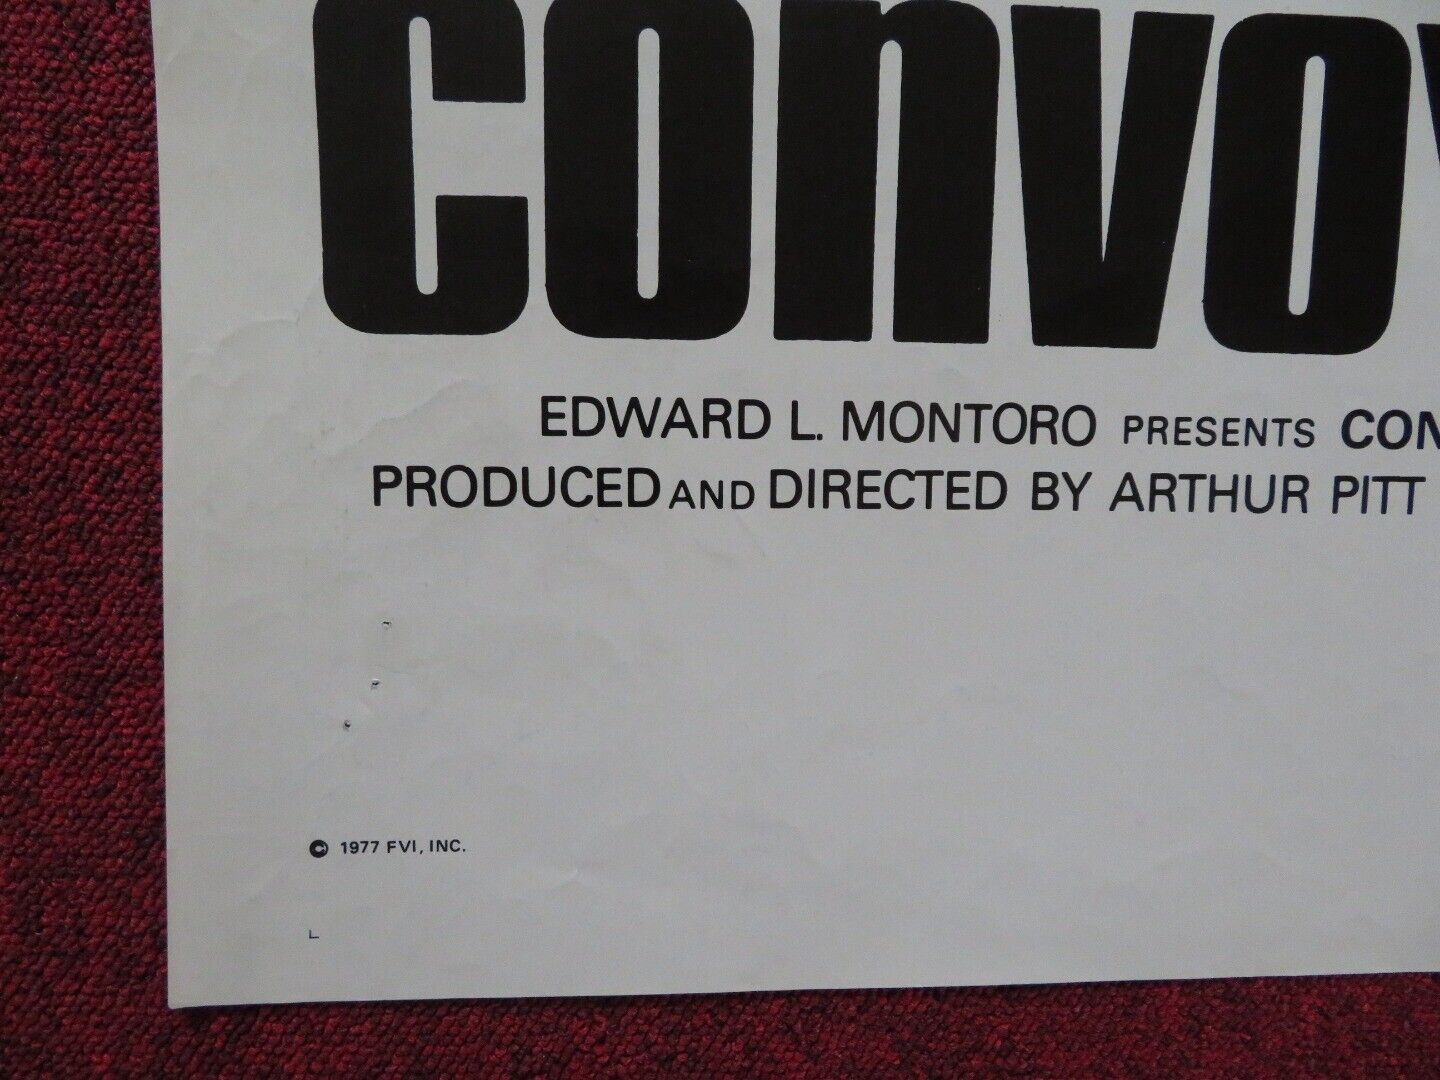 CONVOY
EDWARD L. MONTORO PRESENTS
PRODUCED AND DIRECTED BY ARTHUR PITT
© 1977 FVI, INC.